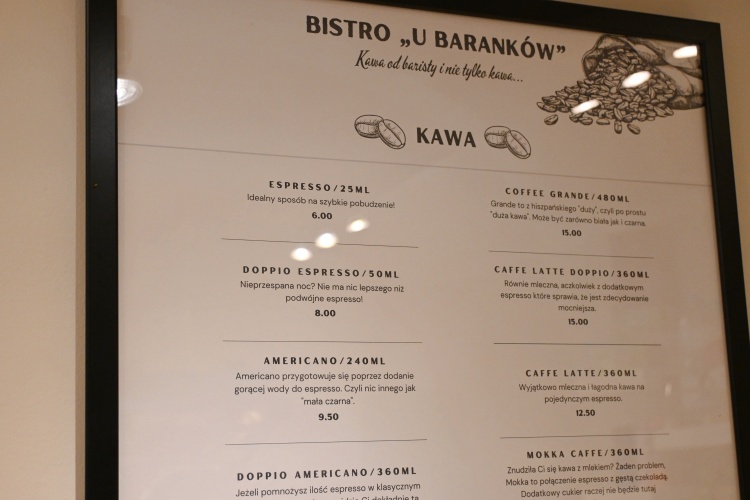 BISTRO „U BARANKÓW”
Kawa od baristy i nie tylko kawa...
KAWA
ESPRESSO/25ML
Idealny sposób na szybkie pobudzenie!
6.00
DOPPIO ESPRESSO/50ML
Nieprzespana noc? Nie ma nic lepszego niż
podwójne espresso!
8.00
AMERICANO/240ML
Americano przygotowuje się poprzez dodanie
gorącej wody do espresso. Czyli nic innego jak
"mała czarna".
9.50
DOPPIO AMERICANO/360ML
Jeżeli pomnożysz ilość espresso w klasycznym
COFFEE GRANDE/480ML
Grande to z hiszpańskiego "duży", czyli po prostu
"duża kawa". Może być zarówno biała jak i czarna.
15.00
CAFFE LATTE DOPPIO/360ML
Równie mleczna, aczkolwiek z dodatkowym
espresso które sprawia, że jest zdecydowanie
mocniejsza.
15.00
CAFFE LATTE/360ML
Wyjątkowo mleczna i łagodna kawa na
pojedynczym espresso.
12.50
MOKKA CAFFE/360ML
Znudziła Ci się kawa z mlekiem? Żaden problem,
Mokka to połączenie espresso z gęstą czekoladą.
Dodatkowy cukier raczej nie będzie tutaj